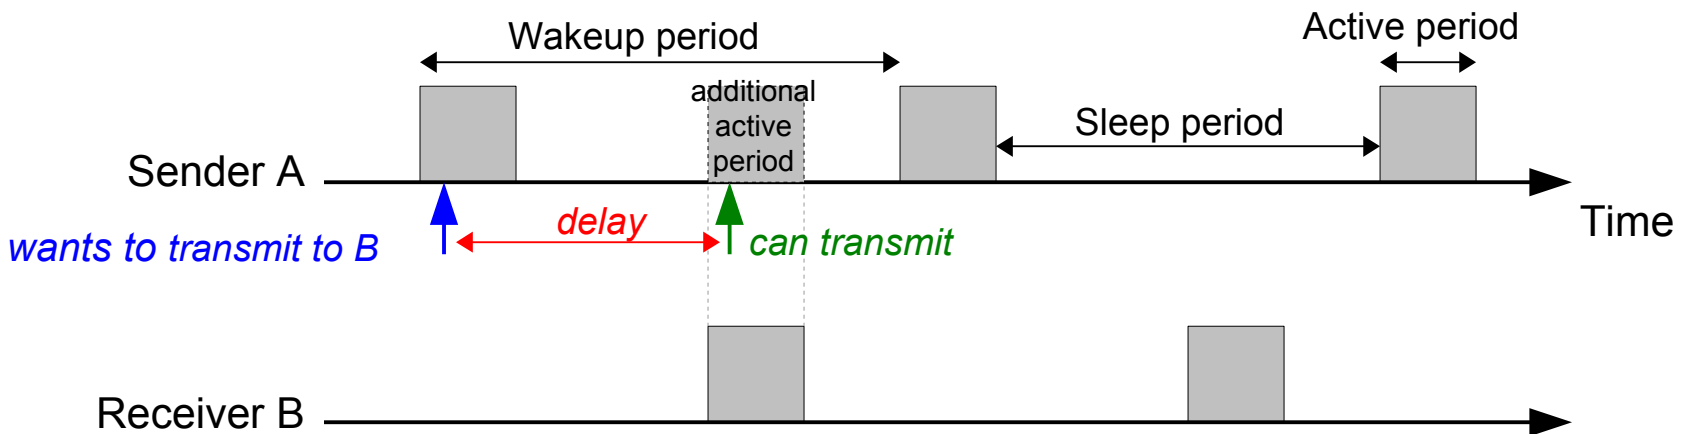 Wakeup period
Active period
additional
active
period
Sleep period
Sender A
Time
wants to transmit to B
delay
can transmit
Receiver B